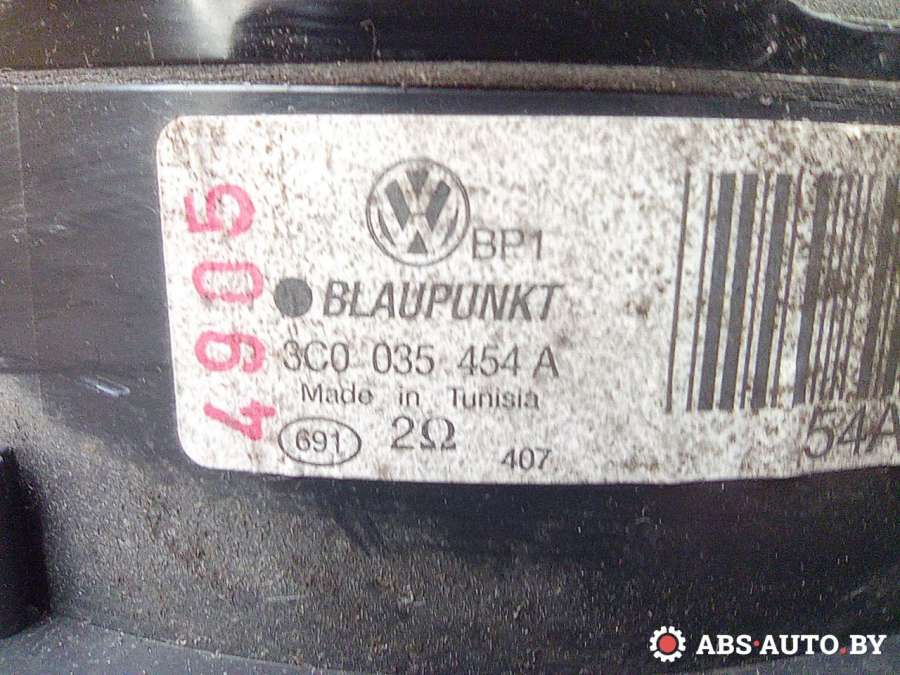 4905
BP1
BLAUPUNKT
3C0 035 454 A
Made in Tunisia
691 2Ω 407
54A
ABS-AUTO.BY